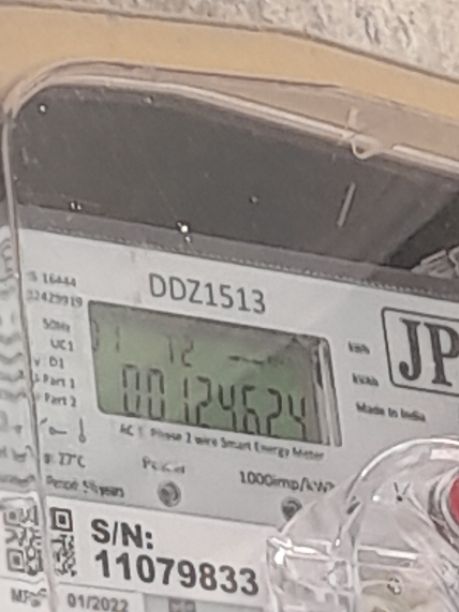 DDZ1513
S 16444
50Hz
UC1
D1
Part 1
Part 2
00124624
kWh
JP
Made in India
AC 1 Phase 2 wire Smart Energy Meter
27°C
1000imp/kWh
S/N:
11079833
01/2022